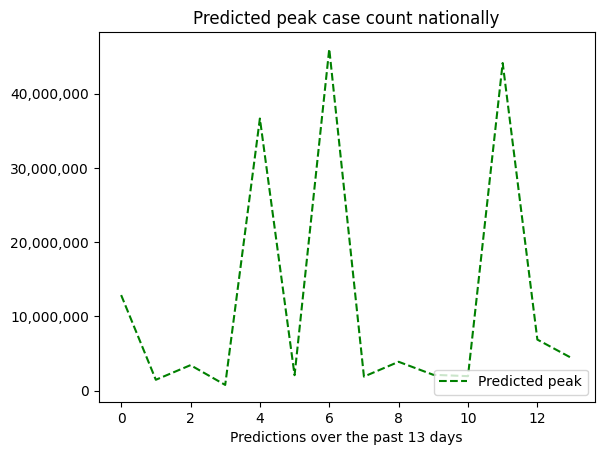 Predicted peak case count nationally
40,000,000
30,000,000
20,000,000
10,000,000
0
Predicted peak
0 2 4 6 8 10 12
Predictions over the past 13 days